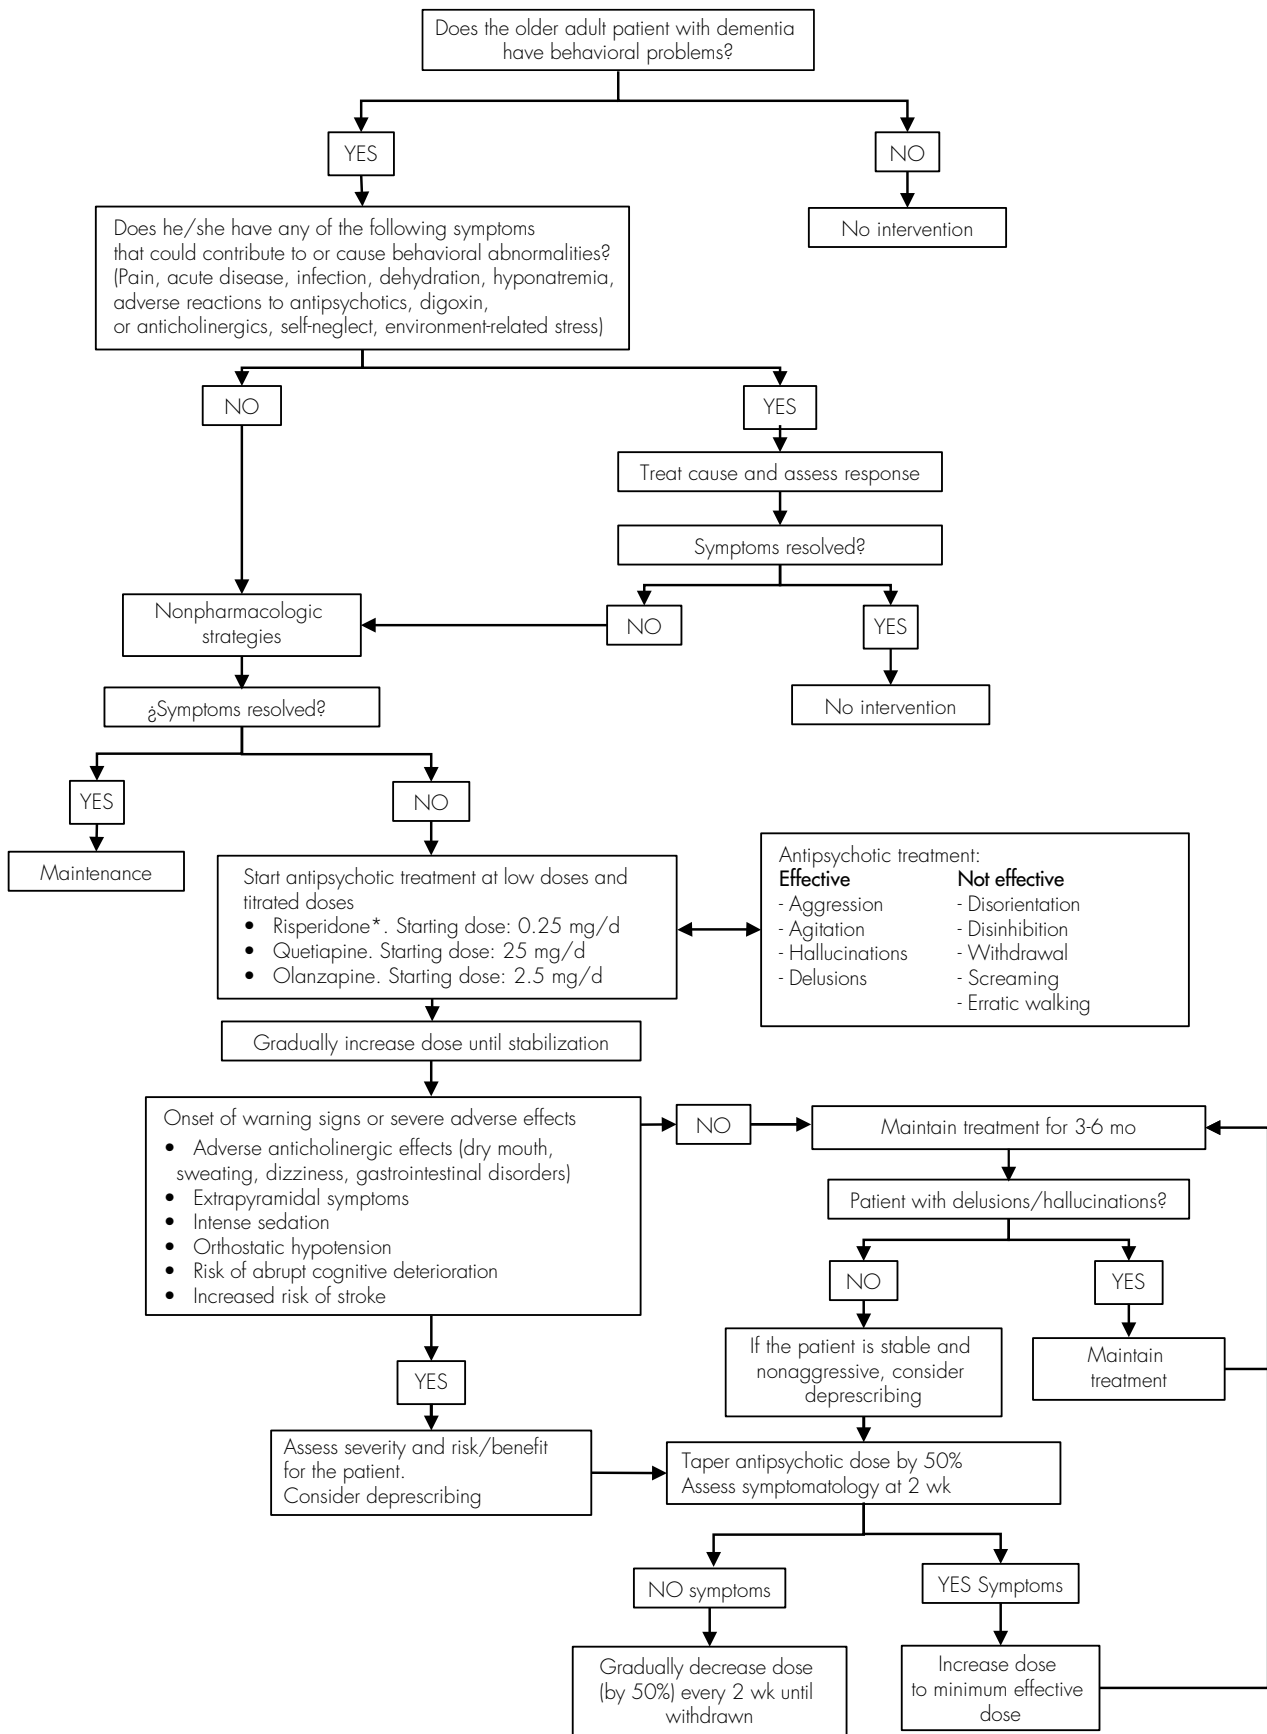 Does the older adult patient with dementia
have behavioral problems?
YES
NO
Does he/she have any of the following symptoms
that could contribute to or cause behavioral abnormalities?
(Pain, acute disease, infection, dehydration, hyponatremia,
adverse reactions to antipsychotics, digoxin,
or anticholinergics, self-neglect, environment-related stress)
No intervention
NO
YES
Treat cause and assess response
Symptoms resolved?
Nonpharmacologic
strategies
NO
YES
¿Symptoms resolved?
No intervention
YES
NO
Maintenance
Start antipsychotic treatment at low doses and
titrated doses
• Risperidone*. Starting dose: 0.25 mg/d
• Quetiapine. Starting dose: 25 mg/d
• Olanzapine. Starting dose: 2.5 mg/d
Antipsychotic treatment:
Effective Not effective
- Aggression - Disorientation
- Agitation - Disinhibition
- Hallucinations - Withdrawal
- Delusions - Screaming
- Erratic walking
Gradually increase dose until stabilization
Onset of warning signs or severe adverse effects
• Adverse anticholinergic effects (dry mouth,
sweating, dizziness, gastrointestinal disorders)
• Extrapyramidal symptoms
• Intense sedation
• Orthostatic hypotension
• Risk of abrupt cognitive deterioration
• Increased risk of stroke
NO
Maintain treatment for 3-6 mo
Patient with delusions/hallucinations?
NO
YES
If the patient is stable and
nonaggressive, consider
deprescribing
Maintain
treatment
YES
Assess severity and risk/benefit
for the patient.
Consider deprescribing
Taper antipsychotic dose by 50%
Assess symptomatology at 2 wk
NO symptoms
YES Symptoms
Gradually decrease dose
(by 50%) every 2 wk until
withdrawn
Increase dose
to minimum effective
dose